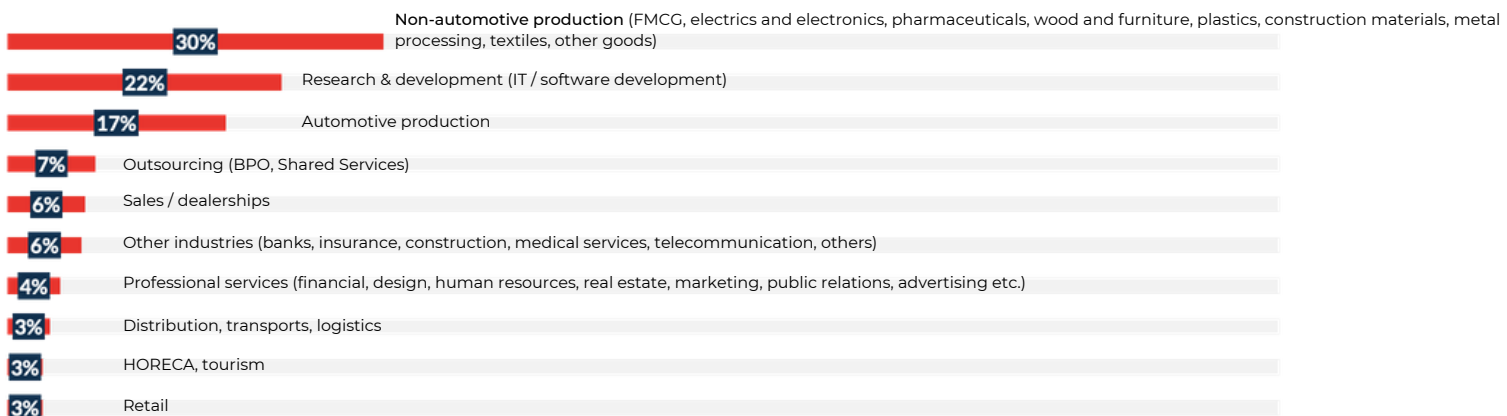 Non-automotive production (FMCG, electrics and electronics, pharmaceuticals, wood and furniture, plastics, construction materials, metal
30% processing, textiles, other goods)
22% Research & development (IT / software development)
17% Automotive production
7% Outsourcing (BPO, Shared Services)
6% Sales / dealerships
6% Other industries (banks, insurance, construction, medical services, telecommunication, others)
4% Professional services (financial, design, human resources, real estate, marketing, public relations, advertising etc.)
3% Distribution, transports, logistics
3% HORECA, tourism
3% Retail